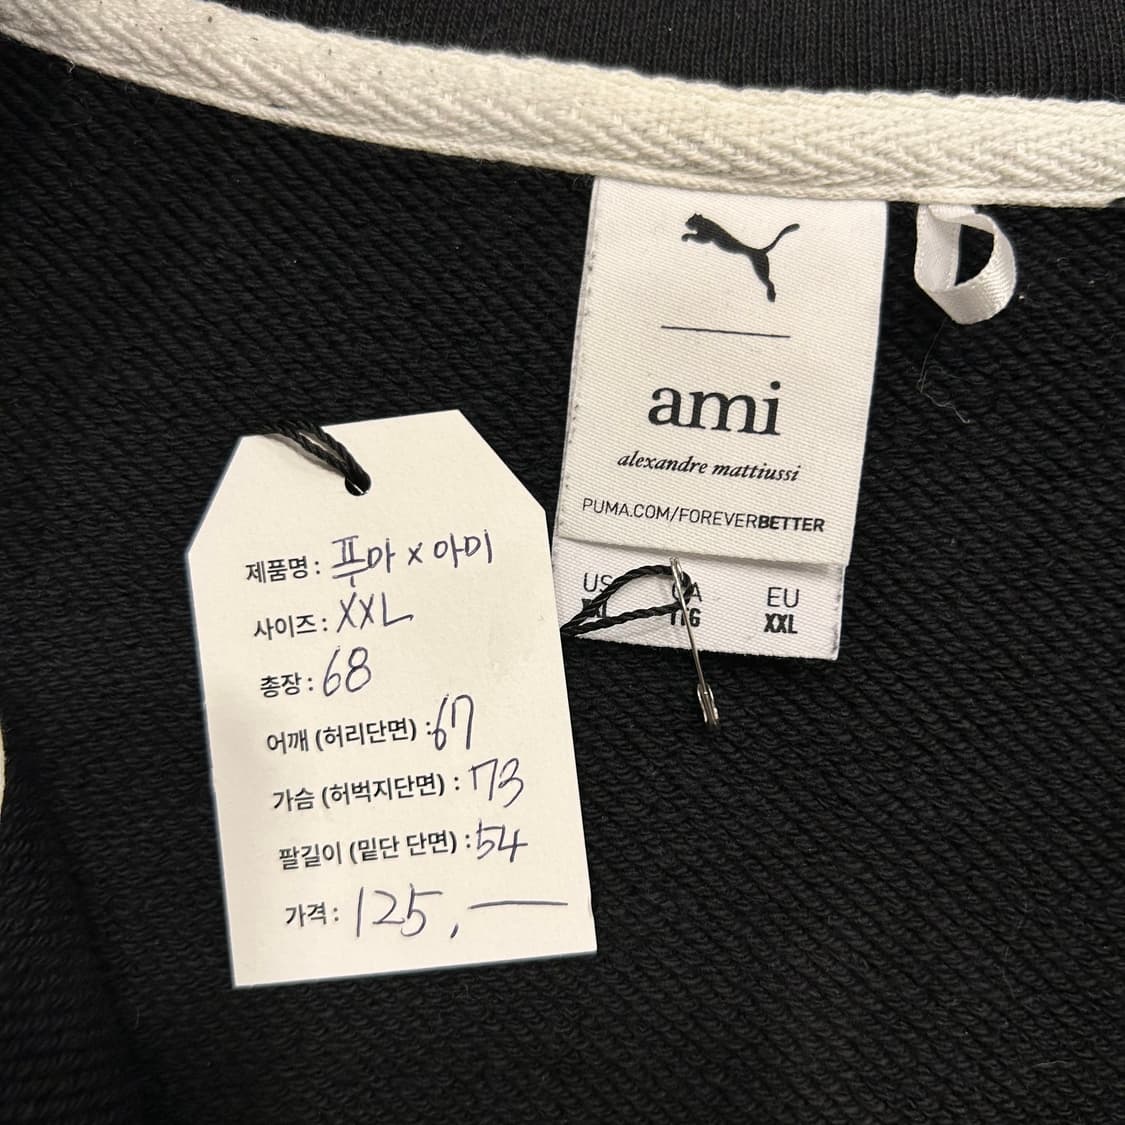 ami
alexandre mattiussi
PUMA.COM/FOREVERBETTER
EU
XXL
제품명 : 푸마 x 아미
사이즈 : XXL
총장 : 68
어깨 (허리단면) : 67
가슴 (허벅지단면) : 73
팔길이 (밑단 단면) : 54
가격 : 125,—